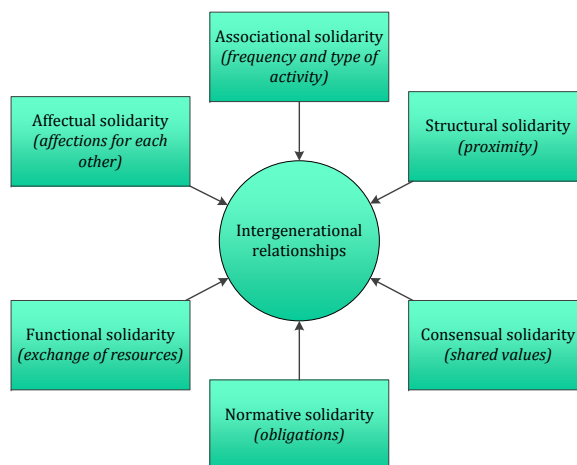 Associational solidarity
(frequency and type of
activity)
Affectual solidarity
(affections for each
other)
Structural solidarity
(proximity)
Intergenerational
relationships
Functional solidarity
(exchange of resources)
Consensual solidarity
(shared values)
Normative solidarity
(obligations)